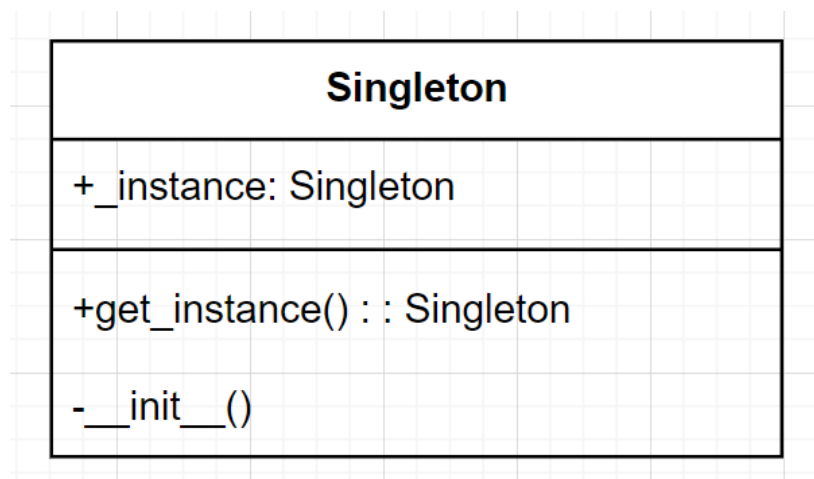 Singleton
+_instance: Singleton
+get_instance() : : Singleton
-__init__()